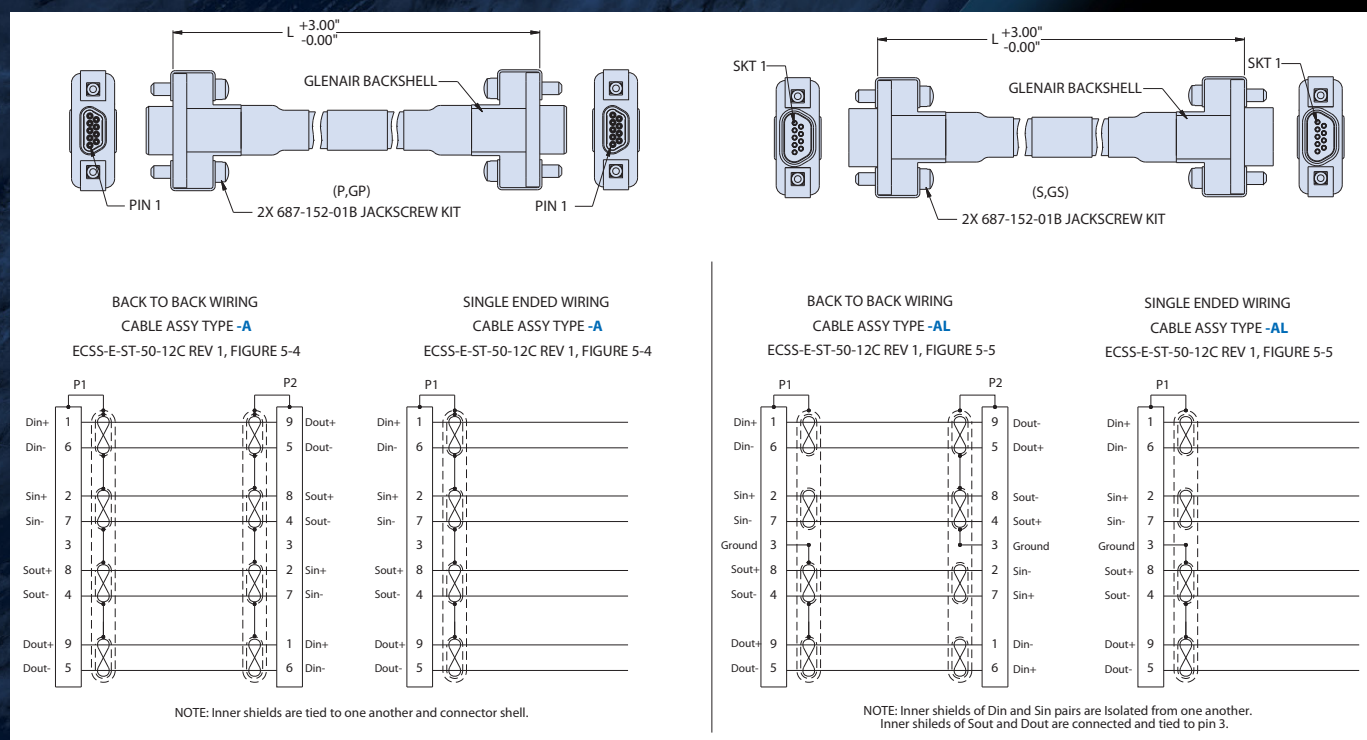 L +3.00"
-0.00"
GLENAIR BACKSHELL
PIN 1
(P,GP)
PIN 1
2X 687-152-01B JACKSCREW KIT
L +3.00"
-0.00"
SKT 1
SKT 1
GLENAIR BACKSHELL
(S,GS)
2X 687-152-01B JACKSCREW KIT
BACK TO BACK WIRING
CABLE ASSY TYPE -A
ECSS-E-ST-50-12C REV 1, FIGURE 5-4
P1 P2
Din+ 1 9 Dout+
Din- 6 5 Dout-
Sin+ 2 8 Sout+
Sin- 7 4 Sout-
3 3
Sout+ 8 2 Sin+
Sout- 4 7 Sin-
Dout+ 9 1 Din+
Dout- 5 6 Din-
SINGLE ENDED WIRING
CABLE ASSY TYPE -A
ECSS-E-ST-50-12C REV 1, FIGURE 5-4
P1
Din+ 1
Din- 6
Sin+ 2
Sin- 7
3
Sout+ 8
Sout- 4
Dout+ 9
Dout- 5
NOTE: Inner shields are tied to one another and connector shell.
BACK TO BACK WIRING
CABLE ASSY TYPE -AL
ECSS-E-ST-50-12C REV 1, FIGURE 5-5
P1 P2
Din+ 1 9 Dout-
Din- 6 5 Dout+
Sin+ 2 8 Sout-
Sin- 7 4 Sout+
Ground 3 3 Ground
Sout+ 8 2 Sin-
Sout- 4 7 Sin+
Dout+ 9 1 Din-
Dout- 5 6 Din+
SINGLE ENDED WIRING
CABLE ASSY TYPE -AL
ECSS-E-ST-50-12C REV 1, FIGURE 5-5
P1
Din+ 1
Din- 6
Sin+ 2
Sin- 7
Ground 3
Sout+ 8
Sout- 4
Dout+ 9
Dout- 5
NOTE: Inner shields of Din and Sin pairs are Isolated from one another.
Inner shileds of Sout and Dout are connected and tied to pin 3.